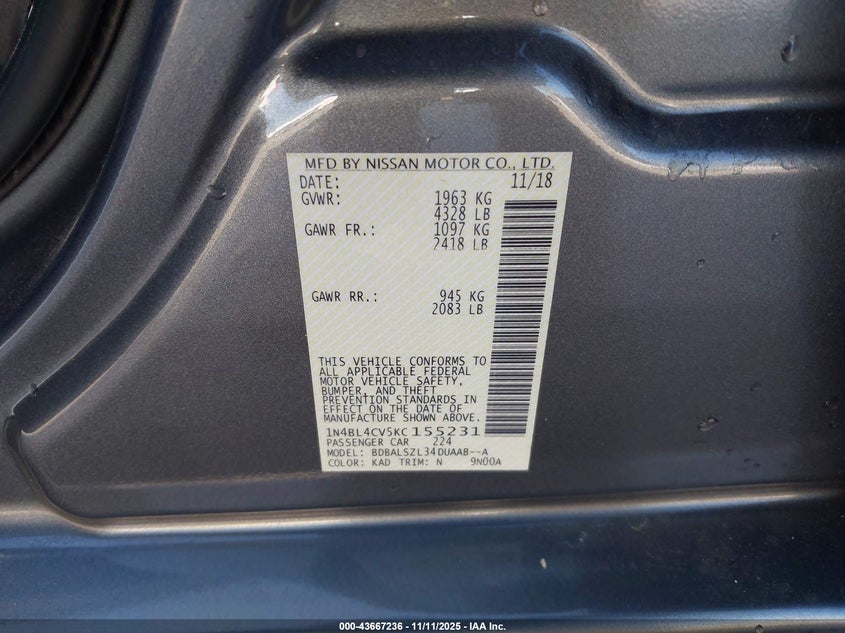 MFD BY NISSAN MOTOR CO., LTD.
DATE: 11/18
GVWR: 1963 KG
4328 LB
GAWR FR.: 1097 KG
2418 LB
GAWR RR.: 945 KG
2083 LB
THIS VEHICLE CONFORMS TO
ALL APPLICABLE FEDERAL
MOTOR VEHICLE SAFETY,
BUMPER, AND THEFT
PREVENTION STANDARDS IN
EFFECT ON THE DATE OF
MANUFACTURE SHOWN ABOVE.
1N4BL4CV5KC155231
PASSENGER CAR 224
MODEL: BDBALSZL34DUAAB--A
COLOR: KAD TRIM: N 9N00A
000-43667236 - 11/11/2025 - IAA Inc.